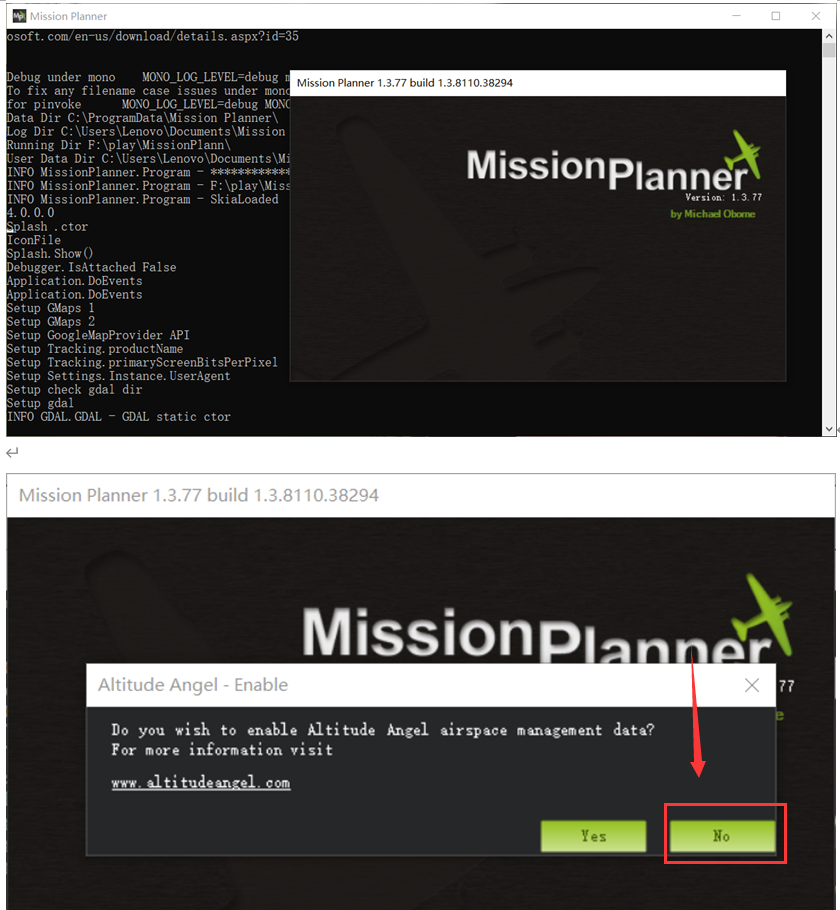 Mission Planner
osoft.com/en-us/download/details.aspx?id=35
Debug under mono    MONO_LOG_LEVEL=debug m
To fix any filename case issues under mono
for pinvoke      MONO_LOG_LEVEL=debug MONO
Data Dir C:\ProgramData\Mission Planner\
Log Dir C:\Users\Lenovo\Documents\Mission
Running Dir F:\play\MissionPlann\
User Data Dir C:\Users\Lenovo\Documents\Mi
INFO MissionPlanner.Program - ************
INFO MissionPlanner.Program - F:\play\Miss
INFO MissionPlanner.Program - SkiaLoaded
4.0.0.0
Splash .ctor
IconFile
Splash.Show()
Debugger.IsAttached False
Application.DoEvents
Application.DoEvents
Setup GMaps 1
Setup GMaps 2
Setup GoogleMapProvider API
Setup Tracking.productName
Setup Tracking.primaryScreenBitsPerPixel
Setup Settings.Instance.UserAgent
Setup check gdal dir
Setup gdal
INFO GDAL.GDAL - GDAL static ctor
Mission Planner 1.3.77 build 1.3.8110.38294
MissionPlanner
Version: 1.3.77
by Michael Oborne
Mission Planner 1.3.77 build 1.3.8110.38294
MissionPlanner
77
e
Altitude Angel - Enable
Do you wish to enable Altitude Angel airspace management data?
For more information visit
www.altitudeangel.com
Yes
No